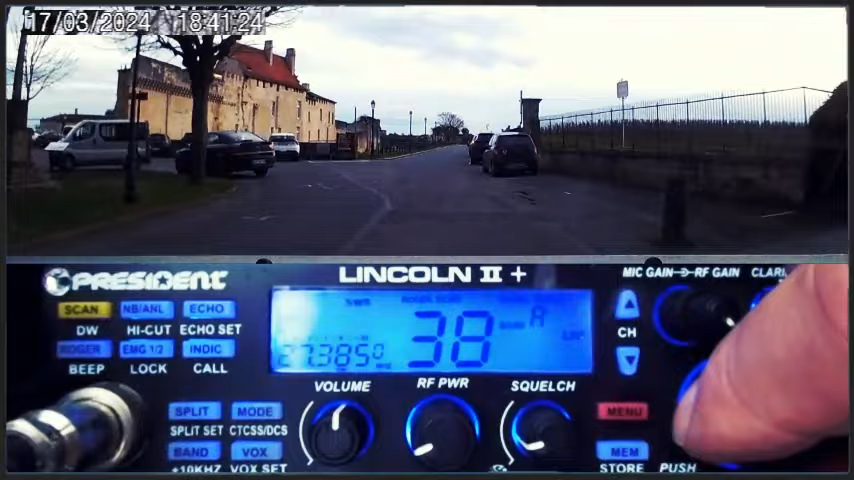 17/03/2024 18:41:24
PRESIDENT LINCOLN II + MIC GAIN RF GAIN CLARI
SCAN NB/ANL ECHO
DW HI-CUT ECHO SET
ROGER EMG 1/2 INDIC
BEEP LOCK CALL
27.3850 38 A
CH
VOLUME RF PWR SQUELCH
SPLIT MODE MENU
SPLIT SET CTCSS/DCS
BAND VOX MEM
+10KHZ VOX SET STORE PUSH